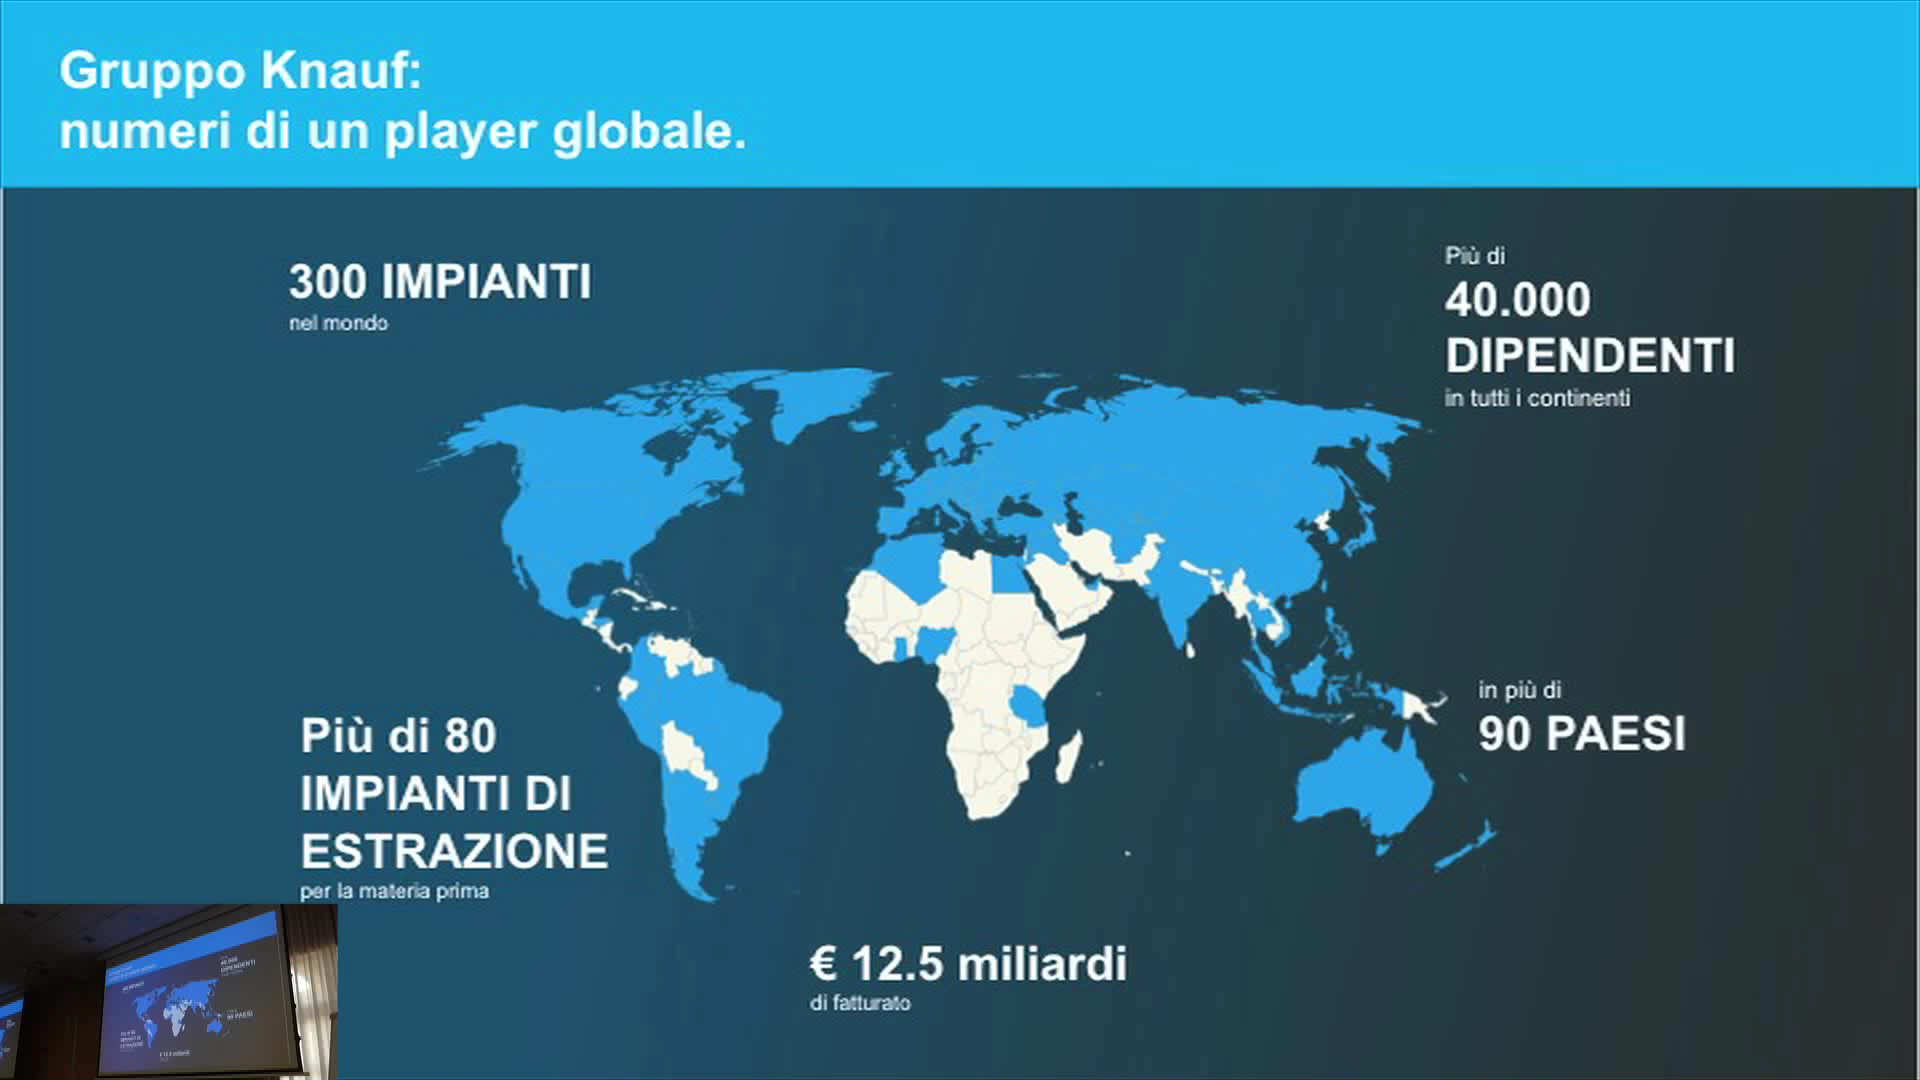 Gruppo Knauf:
numeri di un player globale.
300 IMPIANTI
nel mondo
Più di
40.000
DIPENDENTI
in tutti i continenti
in più di
90 PAESI
Più di 80
IMPIANTI DI
ESTRAZIONE
per la materia prima
€ 12.5 miliardi
di fatturato